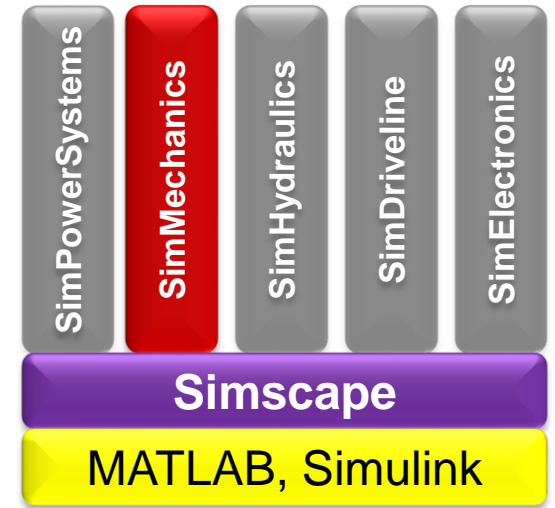 SimPowerSystems
SimMechanics
SimHydraulics
SimDriveline
SimElectronics
Simscape
MATLAB, Simulink